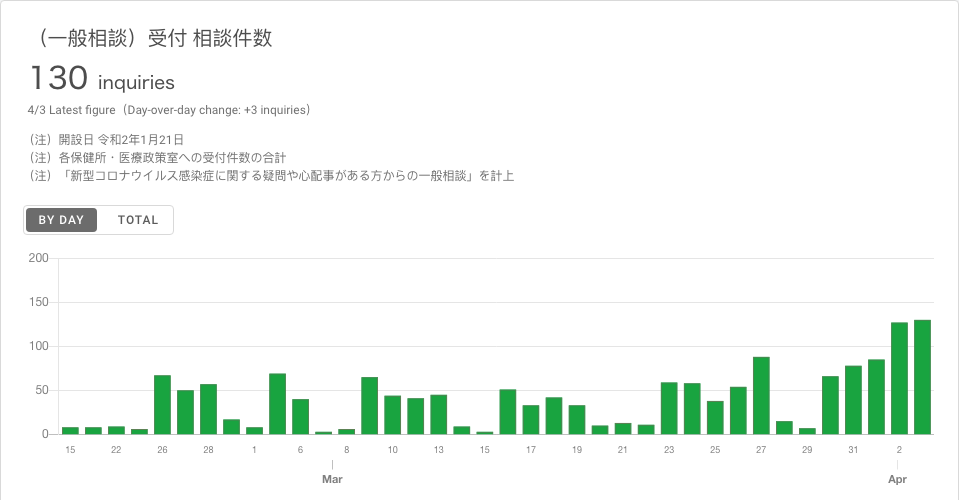 （一般相談）受付 相談件数
130 inquiries
4/3 Latest figure（Day-over-day change: +3 inquiries）
（注）開設日 令和2年1月21日
（注）各保健所・医療政策室への受付件数の合計
（注）「新型コロナウイルス感染症に関する疑問や心配事がある方からの一般相談」を計上
BY DAY TOTAL
200
150
100
50
0
15 22 26 28 1 6 8 10 13 15 17 19 21 23 25 27 29 31 2
Mar Apr